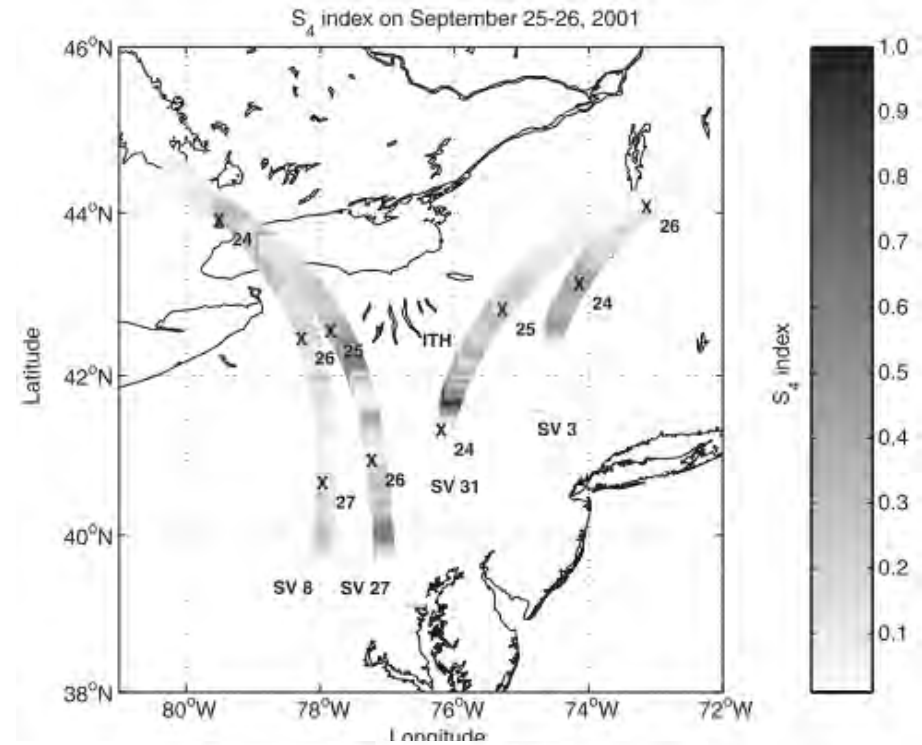 S4 index on September 25-26, 2001
46°N
44°N
42°N
40°N
38°N
Latitude
80°W
78°W
76°W
74°W
72°W
Longitude
X
24
X
26
X
25
X
26
X
27
SV 8
SV 27
ITH
X
25
X
24
SV 31
X
24
SV 3
X
26
1.0
0.9
0.8
0.7
0.6
0.5
0.4
0.3
0.2
0.1
S4 index